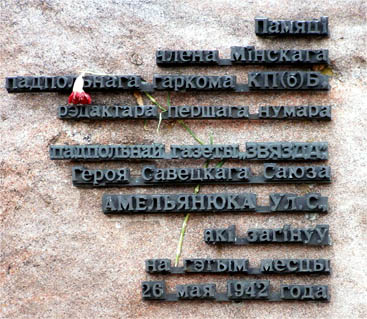 Памяці
члена Мінскага
падпольнага гаркома КП(б)Б
рэдактара першага нумара
падпольнай газеты „ЗВЯЗДА"
Героя Савецкага Саюза
АМЕЛЬЯНЮКА Ул.С.
які загінуў
на гэтым месцы
26 мая 1942 года